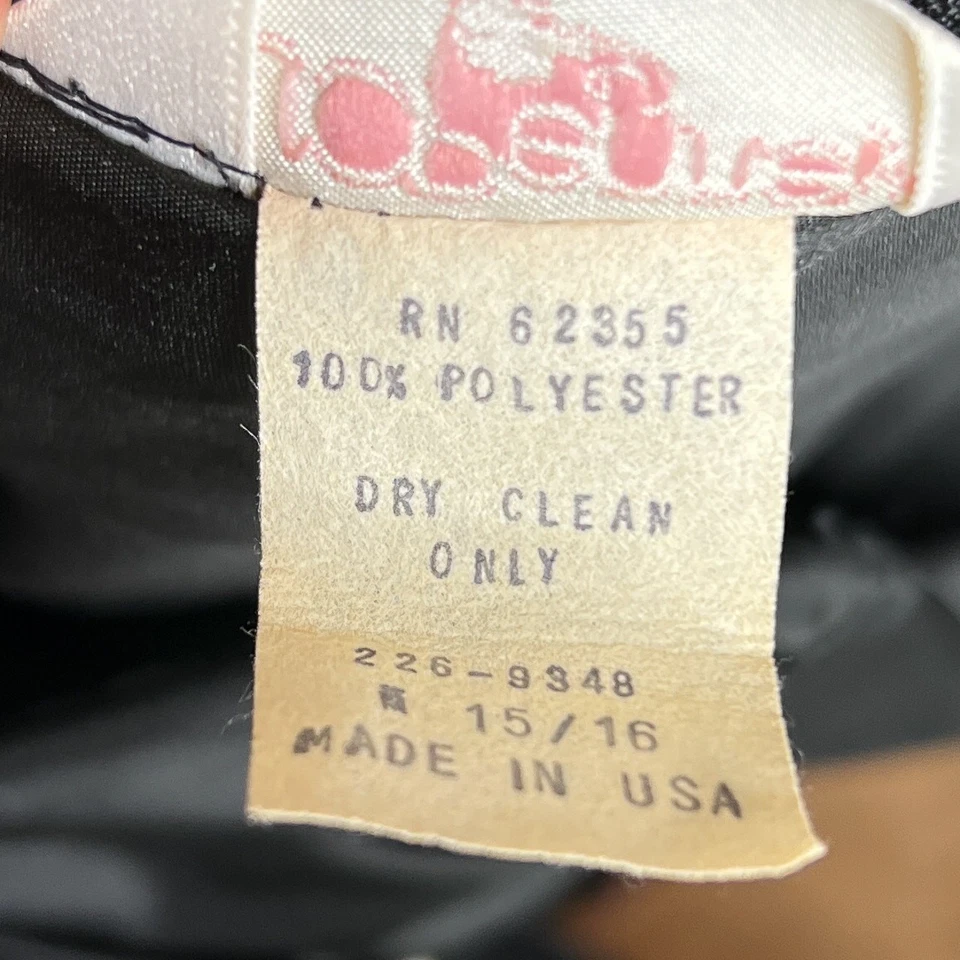 RN 62355
100% POLYESTER
DRY CLEAN
ONLY
226-9348
15/16
MADE IN USA